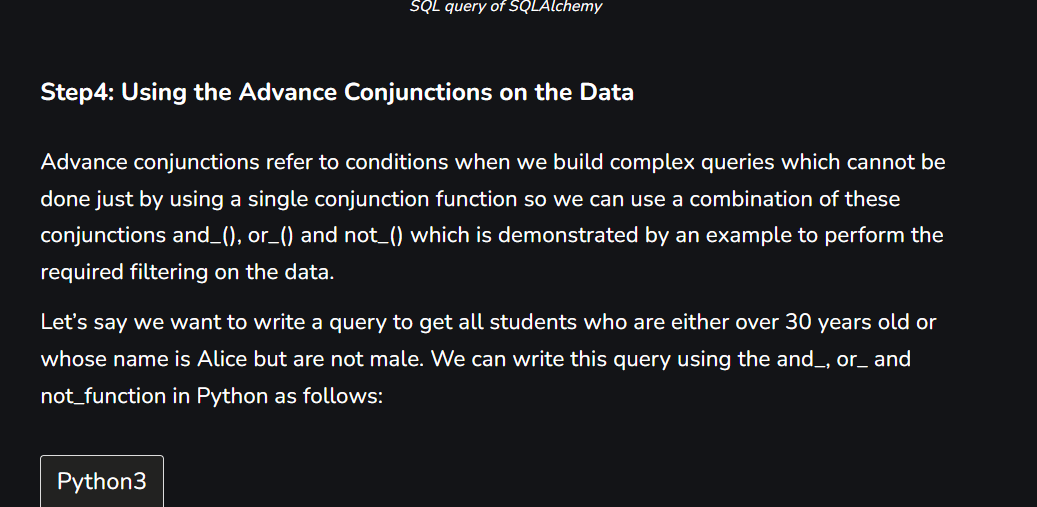 SQL query of SQLAlchemy
Step4: Using the Advance Conjunctions on the Data
Advance conjunctions refer to conditions when we build complex queries which cannot be
done just by using a single conjunction function so we can use a combination of these
conjunctions and_(), or_() and not_() which is demonstrated by an example to perform the
required filtering on the data.
Let’s say we want to write a query to get all students who are either over 30 years old or
whose name is Alice but are not male. We can write this query using the and_, or_ and
not_function in Python as follows:
Python3